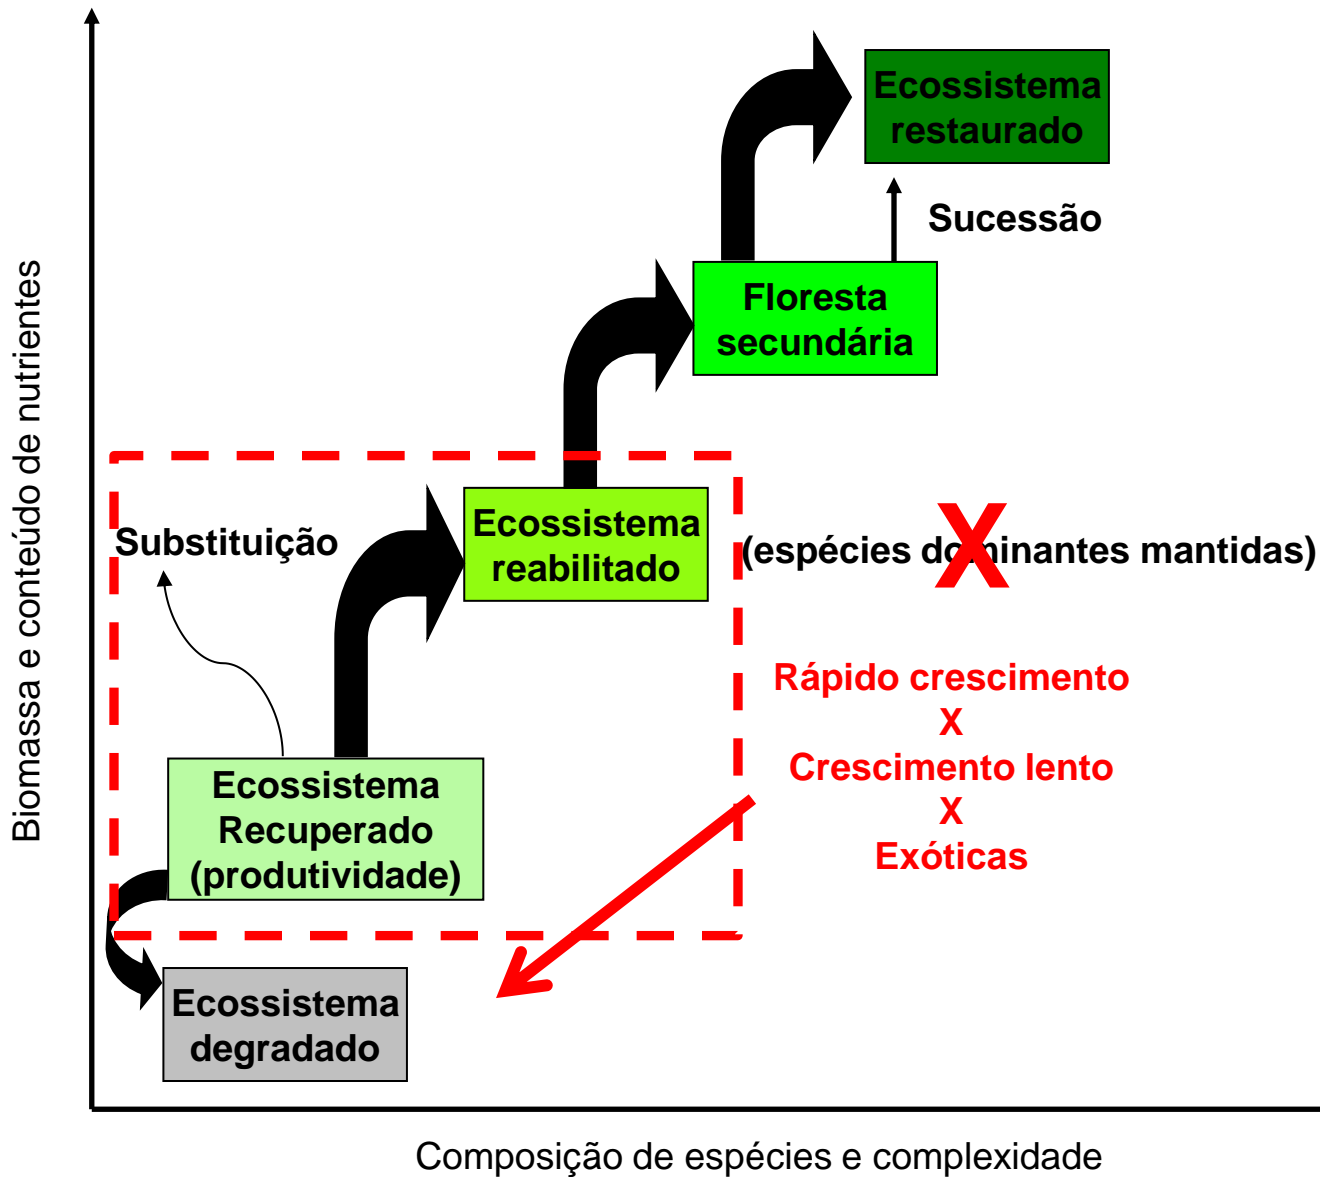 Ecossistema
restaurado
Sucessão
Floresta
secundária
Biomassa e conteúdo de nutrientes
Substituição
Ecossistema
reabilitado
(espécies dominantes mantidas)
X
Rápido crescimento
X
Crescimento lento
X
Exóticas
Ecossistema
Recuperado
(produtividade)
Ecossistema
degradado
Composição de espécies e complexidade